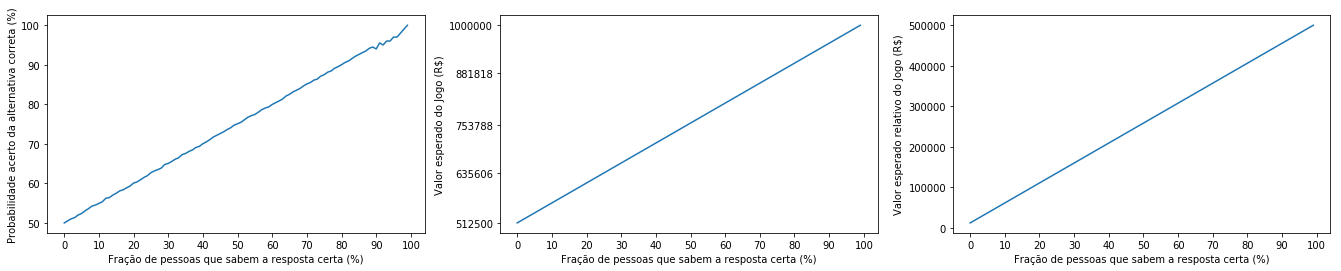 Probabilidade acerto da alternativa correta (%)
100
90
80
70
60
50
0 10 20 30 40 50 60 70 80 90 100
Fração de pessoas que sabem a resposta certa (%)
Valor esperado do Jogo (R$)
1000000
881818
753788
635606
512500
0 10 20 30 40 50 60 70 80 90 100
Fração de pessoas que sabem a resposta certa (%)
Valor esperado relativo do Jogo (R$)
500000
400000
300000
200000
100000
0
0 10 20 30 40 50 60 70 80 90 100
Fração de pessoas que sabem a resposta certa (%)